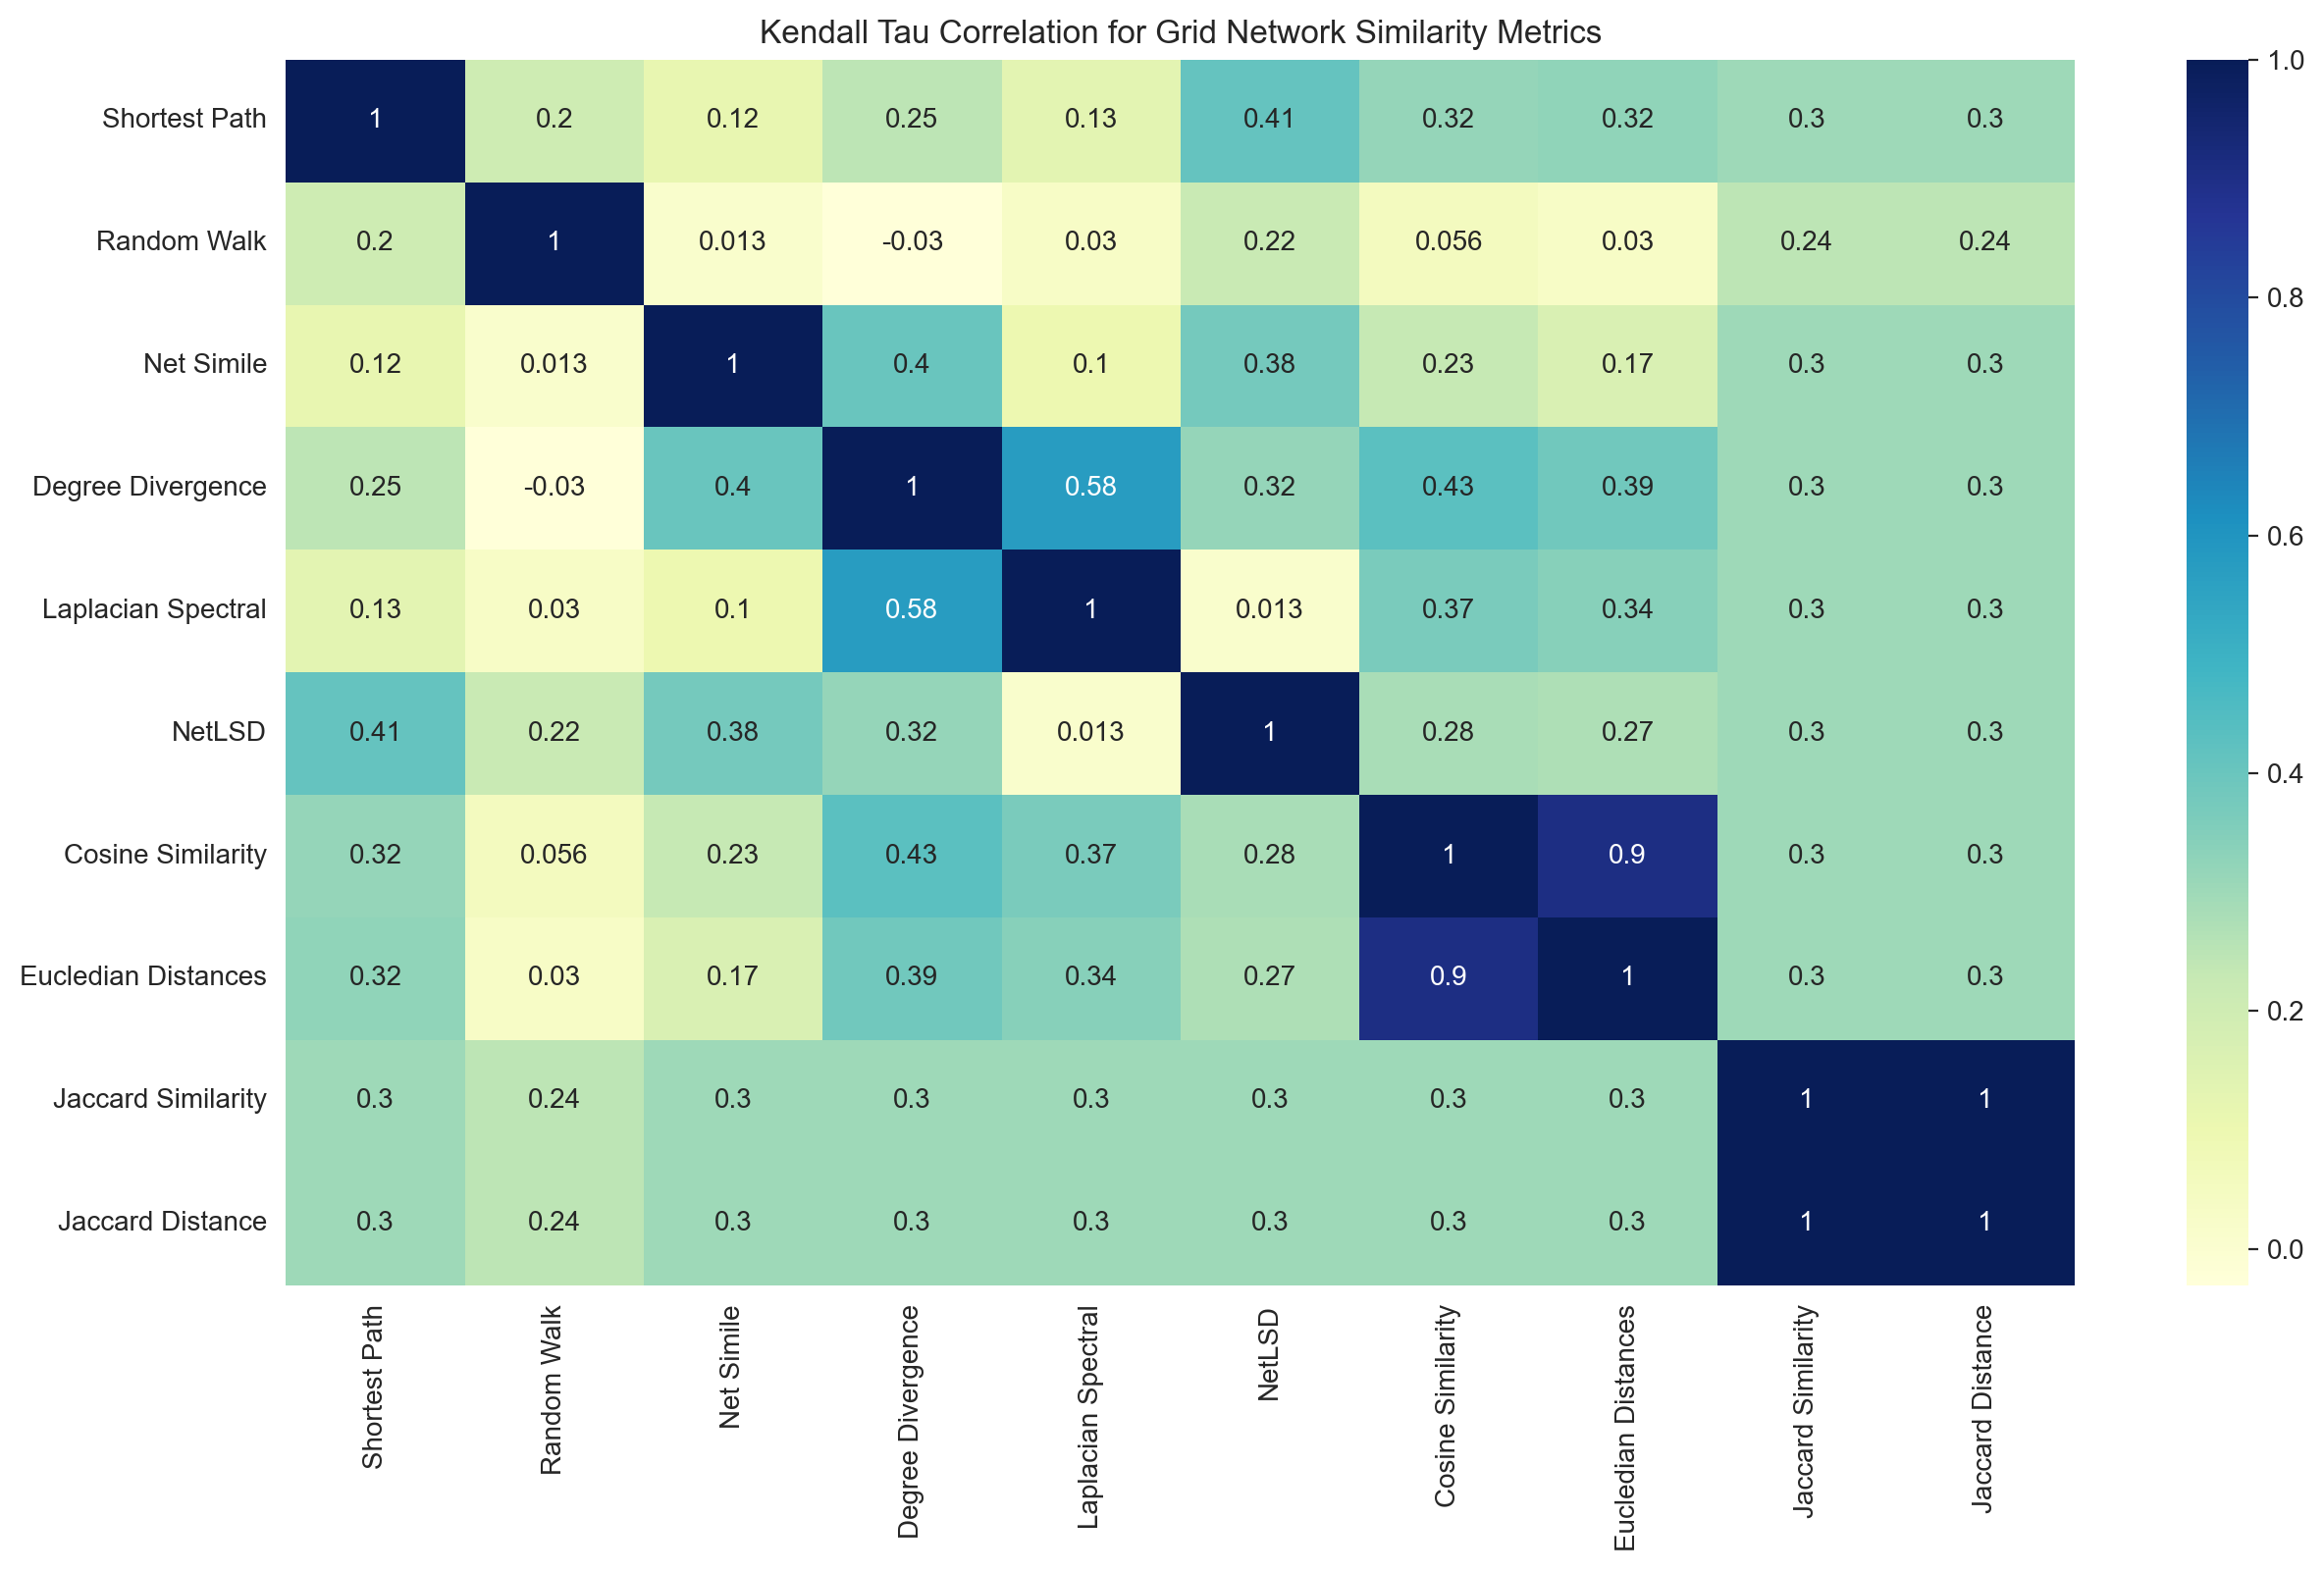 Kendall Tau Correlation for Grid Network Similarity Metrics
Shortest Path 1 0.2 0.12 0.25 0.13 0.41 0.32 0.32 0.3 0.3
Random Walk 0.2 1 0.013 -0.03 0.03 0.22 0.056 0.03 0.24 0.24
Net Simile 0.12 0.013 1 0.4 0.1 0.38 0.23 0.17 0.3 0.3
Degree Divergence 0.25 -0.03 0.4 1 0.58 0.32 0.43 0.39 0.3 0.3
Laplacian Spectral 0.13 0.03 0.1 0.58 1 0.013 0.37 0.34 0.3 0.3
NetLSD 0.41 0.22 0.38 0.32 0.013 1 0.28 0.27 0.3 0.3
Cosine Similarity 0.32 0.056 0.23 0.43 0.37 0.28 1 0.9 0.3 0.3
Eucledian Distances 0.32 0.03 0.17 0.39 0.34 0.27 0.9 1 0.3 0.3
Jaccard Similarity 0.3 0.24 0.3 0.3 0.3 0.3 0.3 0.3 1 1
Jaccard Distance 0.3 0.24 0.3 0.3 0.3 0.3 0.3 0.3 1 1
Shortest Path
Random Walk
Net Simile
Degree Divergence
Laplacian Spectral
NetLSD
Cosine Similarity
Eucledian Distances
Jaccard Similarity
Jaccard Distance
1.0
0.8
0.6
0.4
0.2
0.0